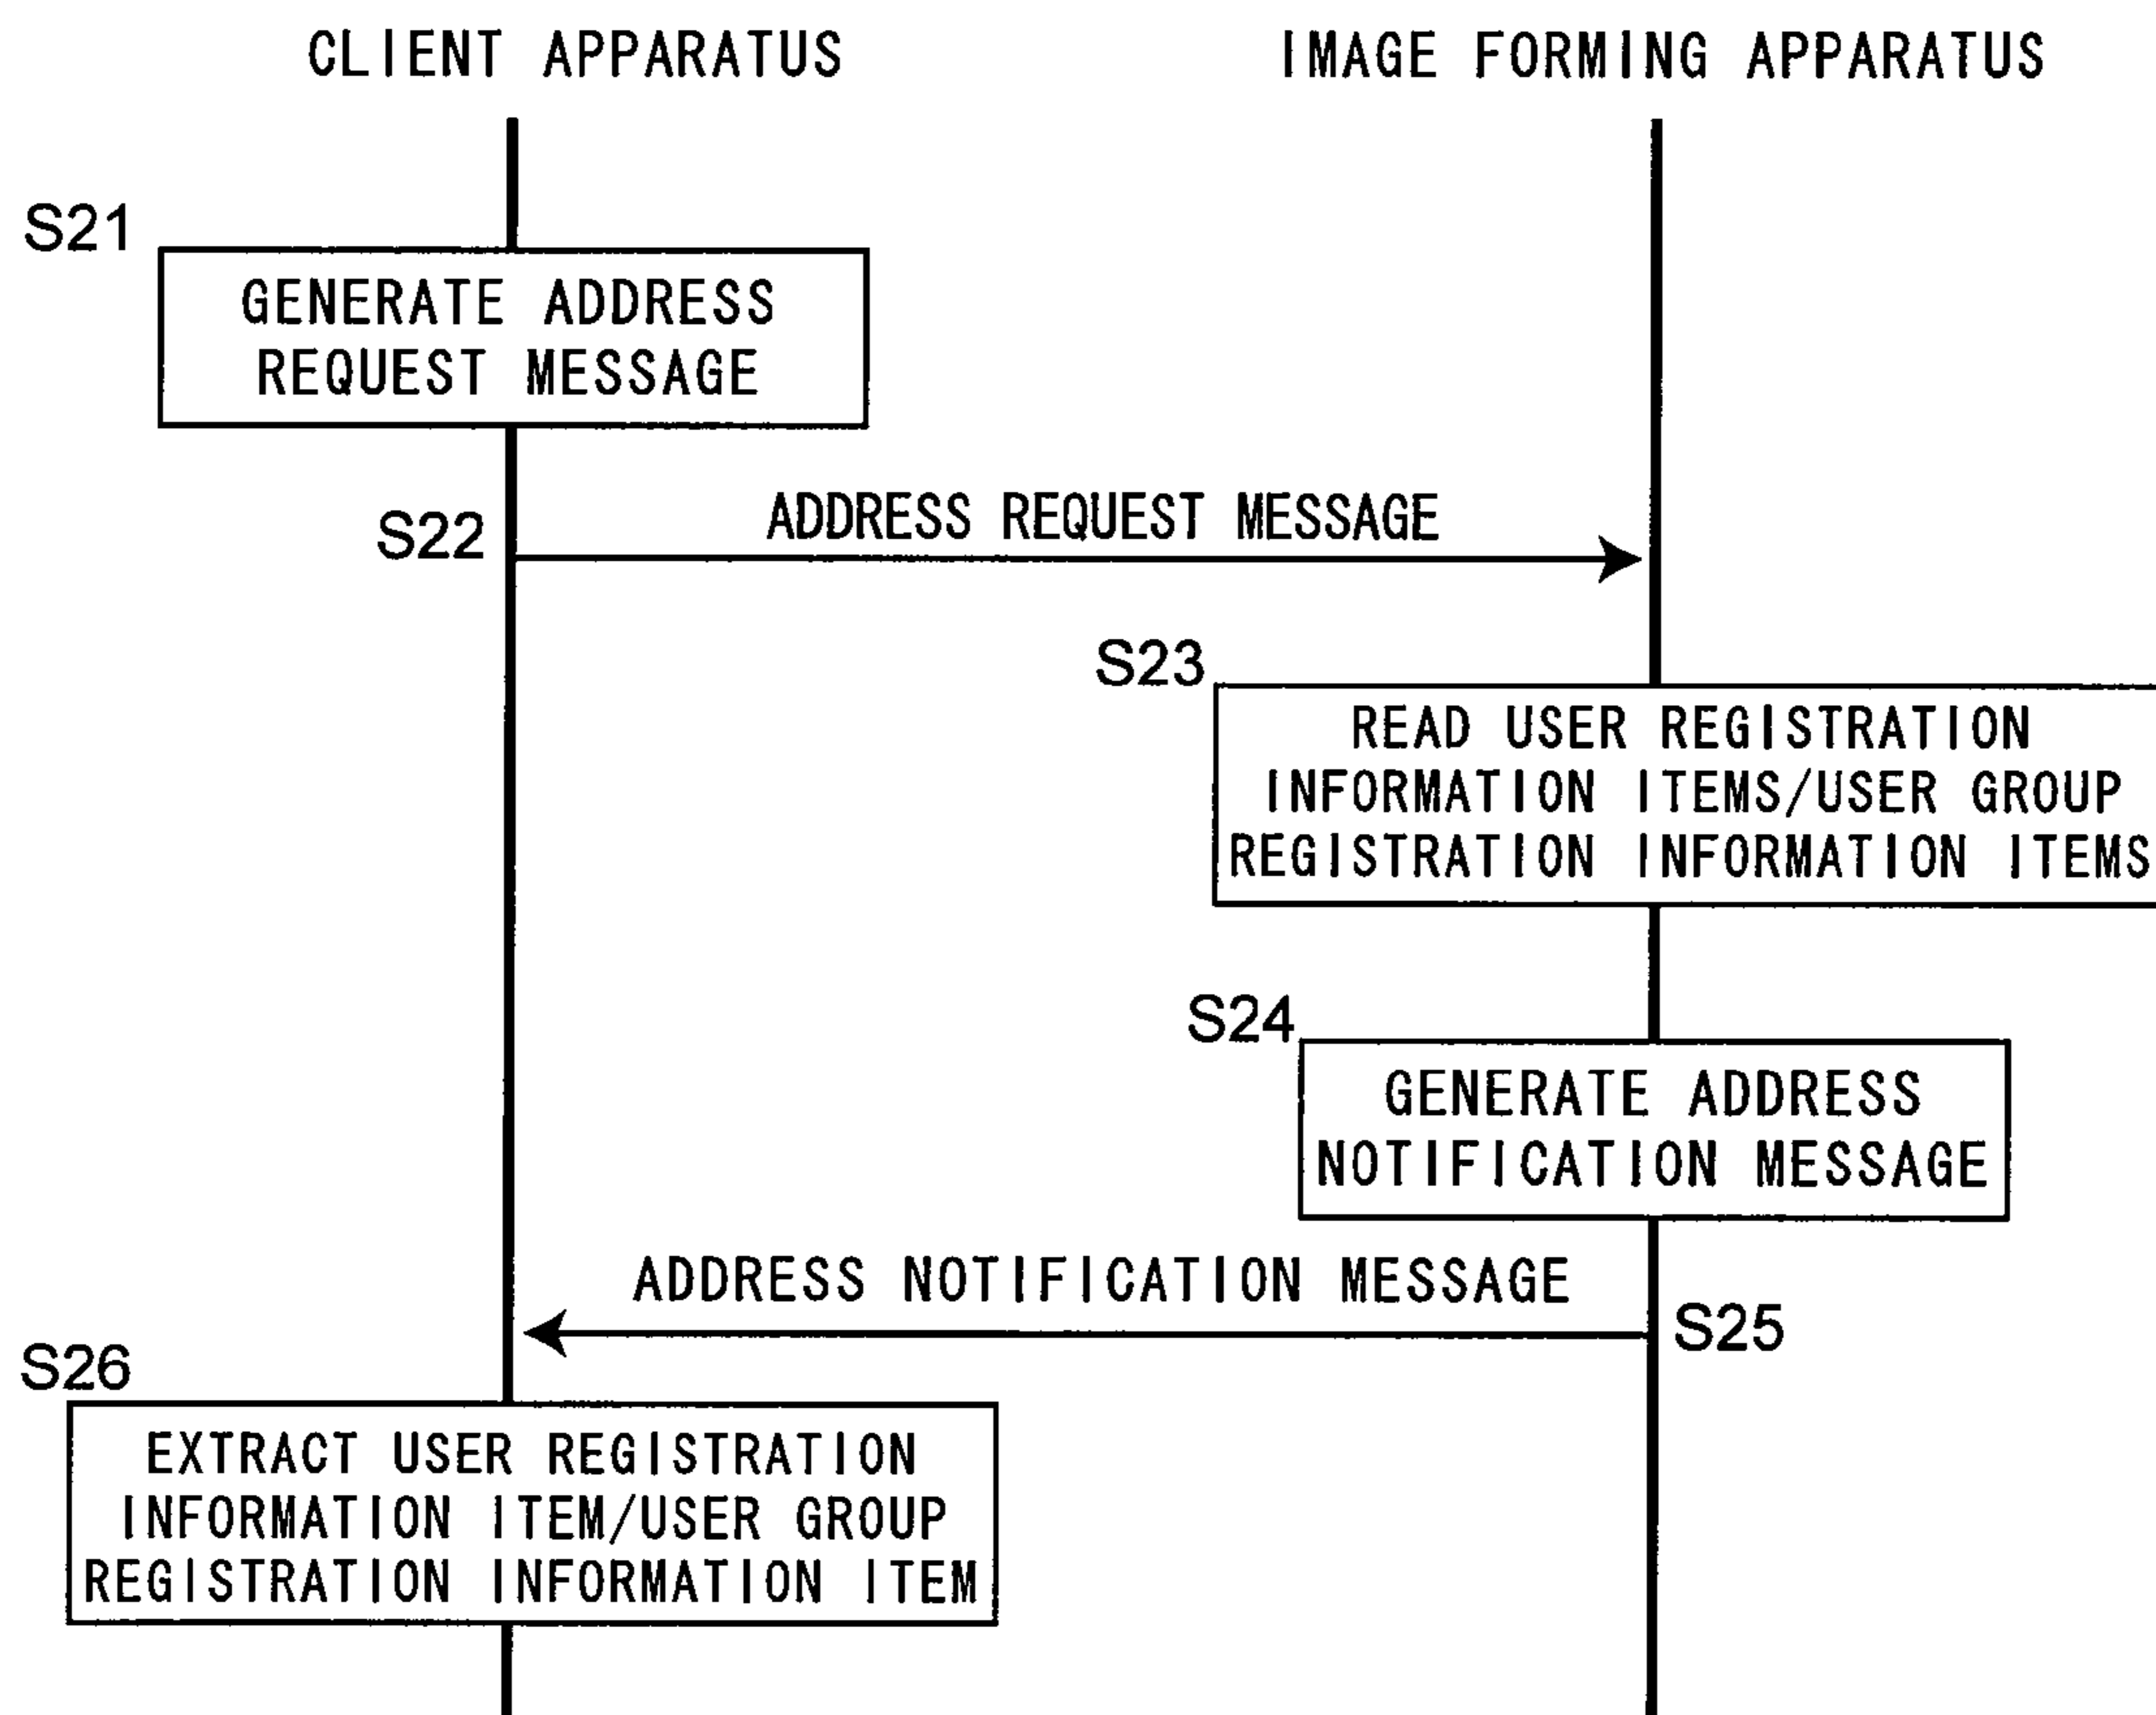 CLIENT APPARATUS
IMAGE FORMING APPARATUS
S21
GENERATE ADDRESS
REQUEST MESSAGE
S22
ADDRESS REQUEST MESSAGE
S23
READ USER REGISTRATION
INFORMATION ITEMS/USER GROUP
REGISTRATION INFORMATION ITEMS
S24
GENERATE ADDRESS
NOTIFICATION MESSAGE
ADDRESS NOTIFICATION MESSAGE
S25
S26
EXTRACT USER REGISTRATION
INFORMATION ITEM/USER GROUP
REGISTRATION INFORMATION ITEM